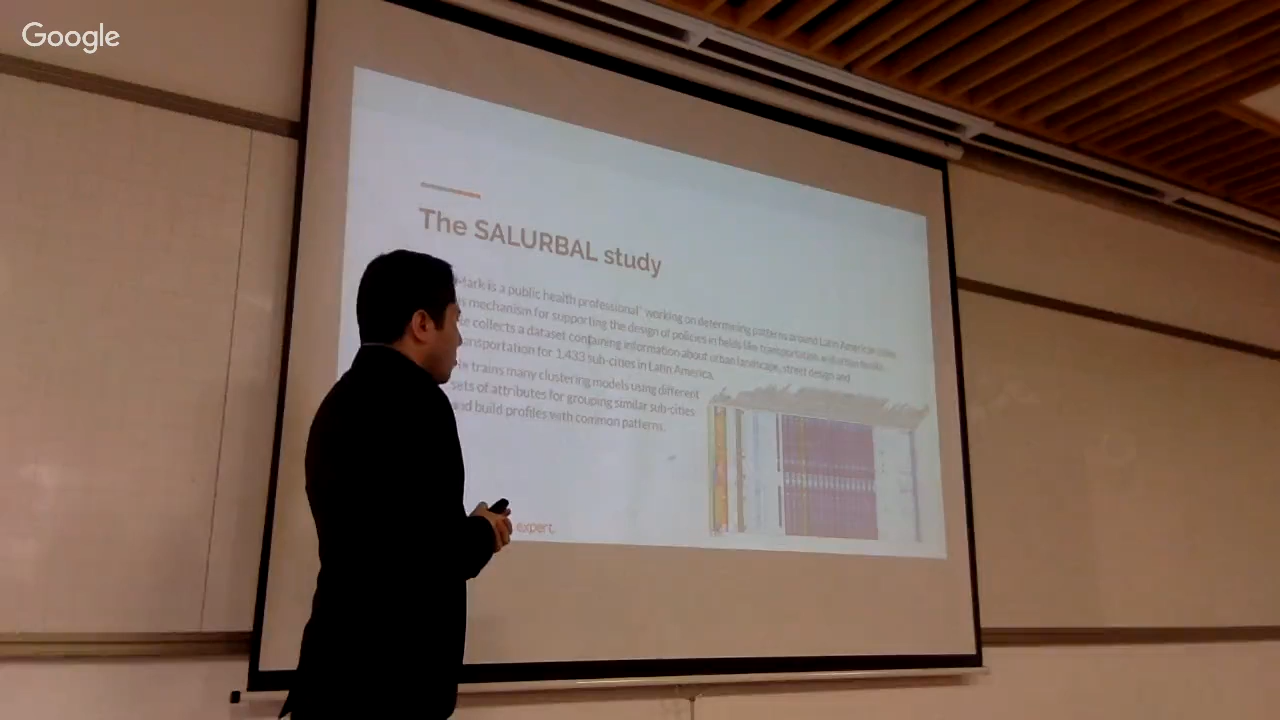 Google
The SALURBAL study
Mark is a public health professional* working on determining patterns around Latin American cities
mechanism for supporting the design of policies in fields like transportation and urban
collects a dataset containing information about urban landscape, street design and
transportation for 1,433 sub-cities in Latin America.
trains many clustering models using different
sets of attributes for grouping similar sub-cities
and build profiles with common patterns.
expert.